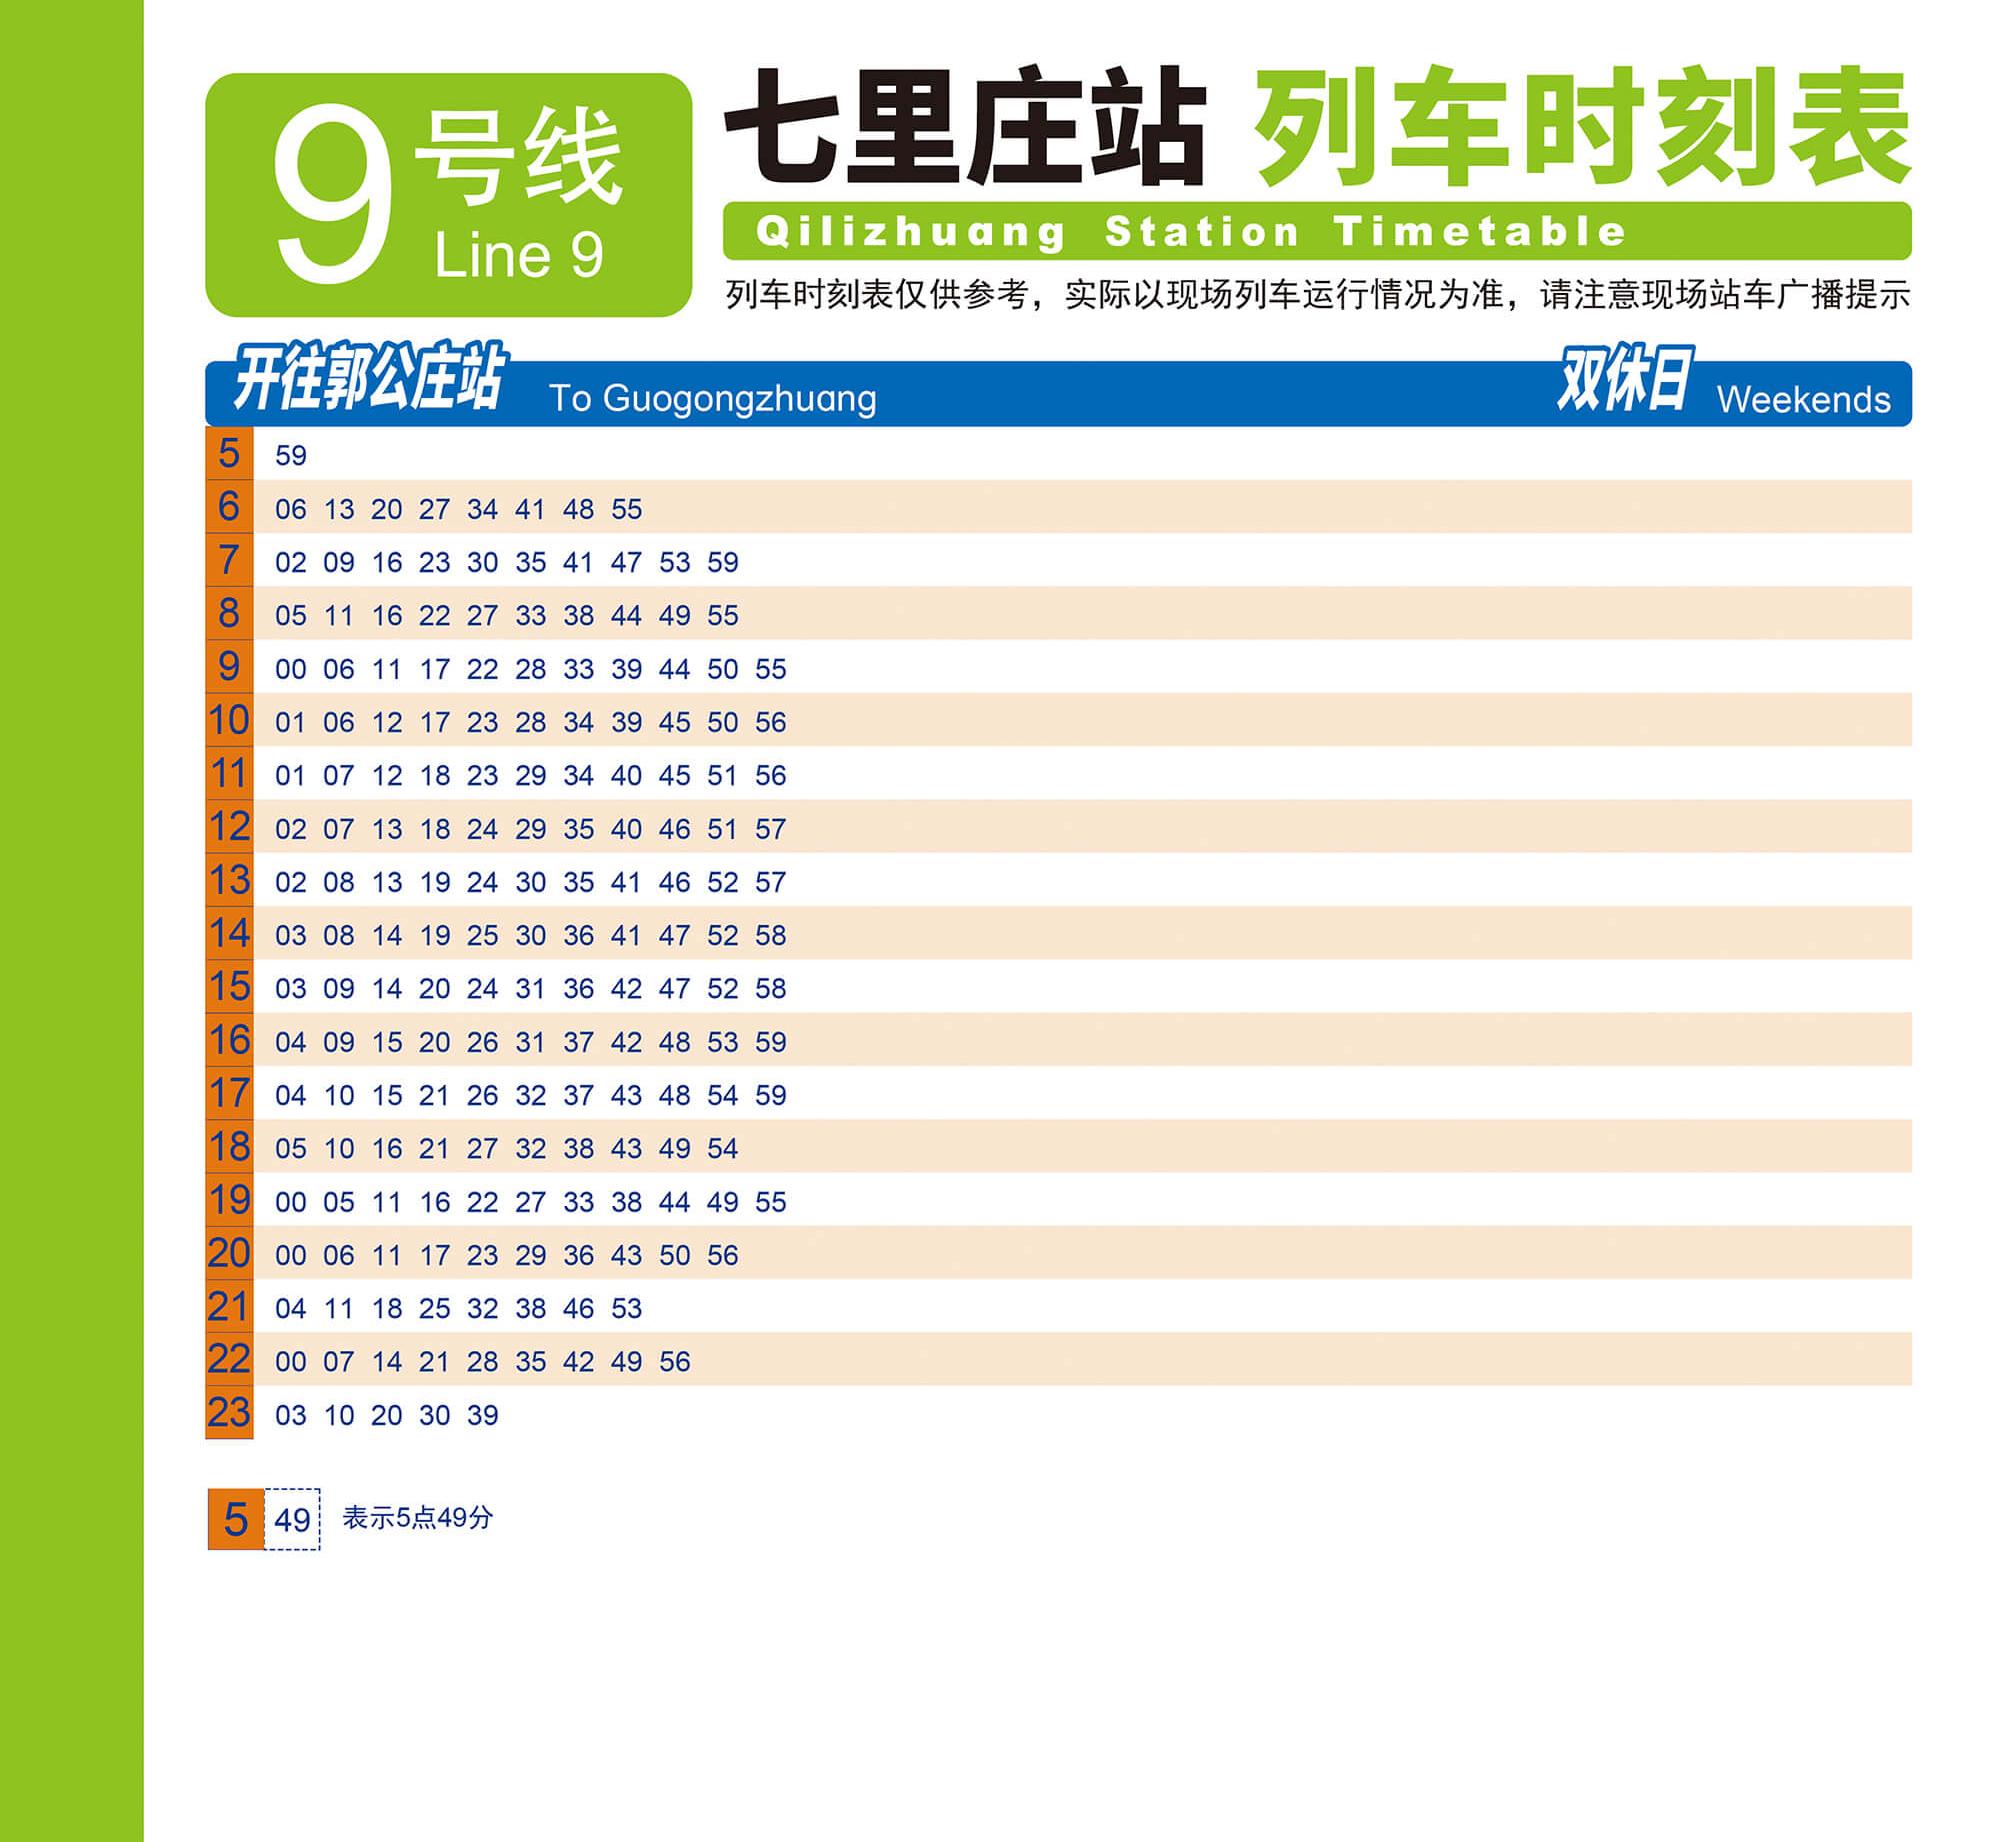 9号线
Line 9
七里庄站 列车时刻表
Qilizhuang Station Timetable
列车时刻表仅供参考，实际以现场列车运行情况为准，请注意现场站车广播提示
开往郭公庄站 To Guogongzhuang 双休日 Weekends
5 59
6 06 13 20 27 34 41 48 55
7 02 09 16 23 30 35 41 47 53 59
8 05 11 16 22 27 33 38 44 49 55
9 00 06 11 17 22 28 33 39 44 50 55
10 01 06 12 17 23 28 34 39 45 50 56
11 01 07 12 18 23 29 34 40 45 51 56
12 02 07 13 18 24 29 35 40 46 51 57
13 02 08 13 19 24 30 35 41 46 52 57
14 03 08 14 19 25 30 36 41 47 52 58
15 03 09 14 20 24 31 36 42 47 52 58
16 04 09 15 20 26 31 37 42 48 53 59
17 04 10 15 21 26 32 37 43 48 54 59
18 05 10 16 21 27 32 38 43 49 54
19 00 05 11 16 22 27 33 38 44 49 55
20 00 06 11 17 23 29 36 43 50 56
21 04 11 18 25 32 38 46 53
22 00 07 14 21 28 35 42 49 56
23 03 10 20 30 39
5 49 表示5点49分